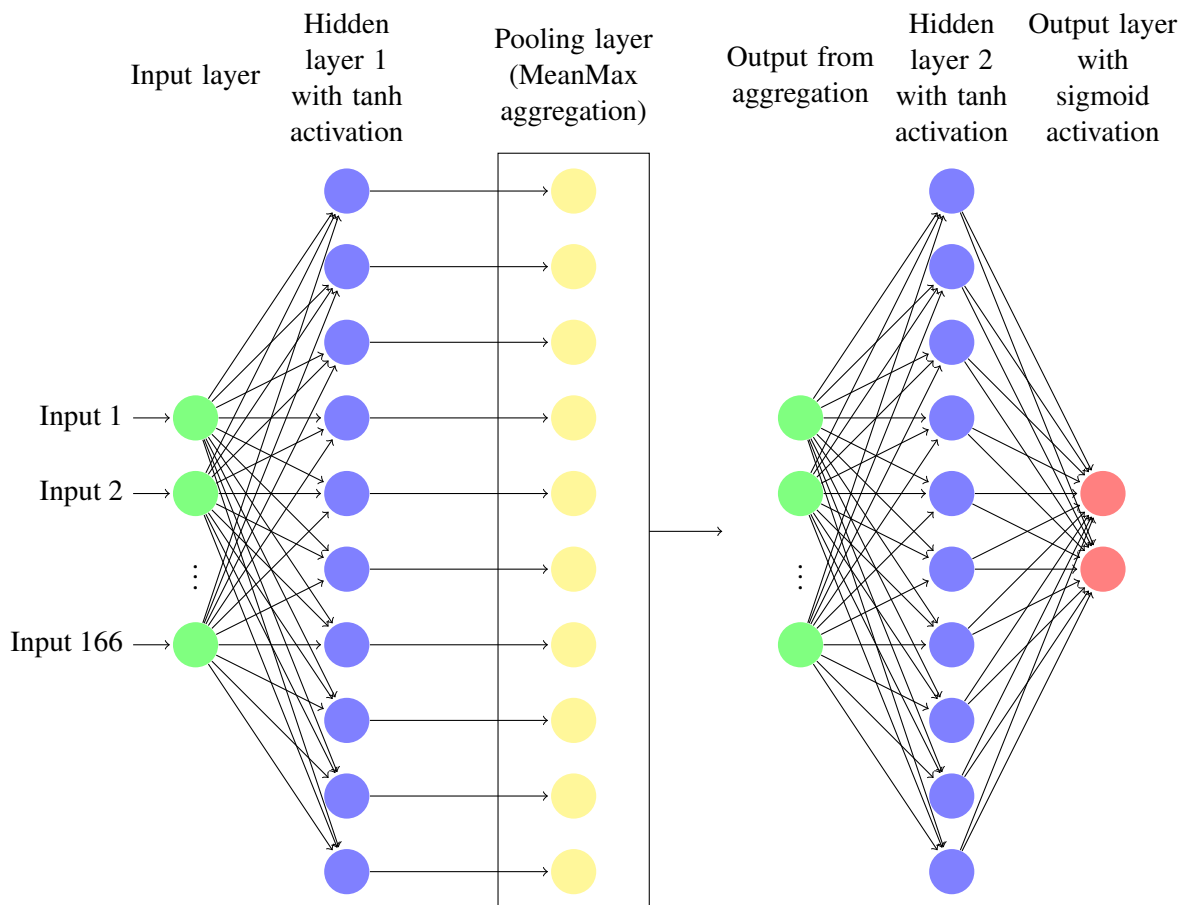 Input layer
Hidden
layer 1
with tanh
activation
Pooling layer
(MeanMax
aggregation)
Output from
aggregation
Hidden
layer 2
with tanh
activation
Output layer
with
sigmoid
activation
Input 1
Input 2
⋮
⋮
Input 166